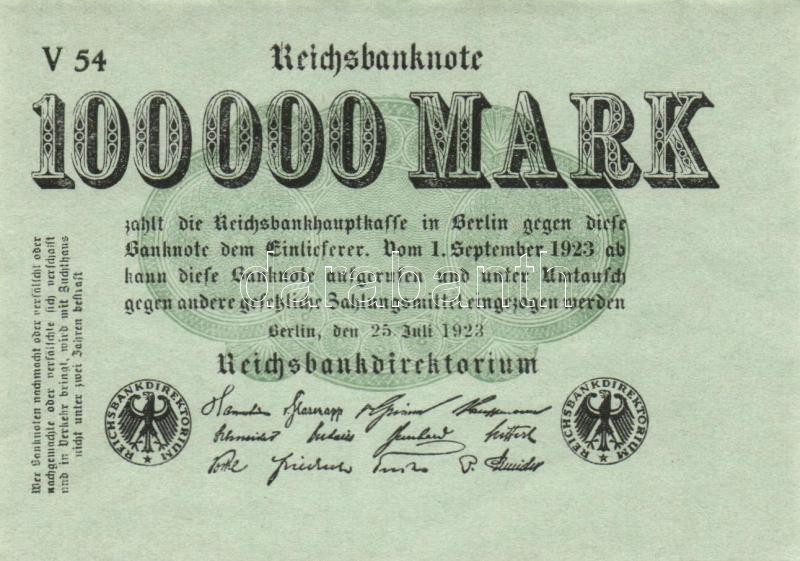 V 54
Reichsbanknote
100000 MARK
zahlt die Reichsbankhauptkasse in Berlin gegen diese
Banknote dem Einlieferer. Vom 1. September 1923 ab
kann diese Banknote aufgerufen und unter Umtausch
gegen andere gesetzliche Zahlungsmittel eingezogen werden
Berlin, den 25. Juli 1923
Reichsbankdirektorium
Wer Banknoten nachmacht oder verfälscht oder
nachgemachte oder verfälschte sich verschafft
und in Verkehr bringt, wird mit Zuchthaus
nicht unter zwei Jahren bestraft
REICHSBANKDIREKTORIUM
REICHSBANKDIREKTORIUM
darabanth